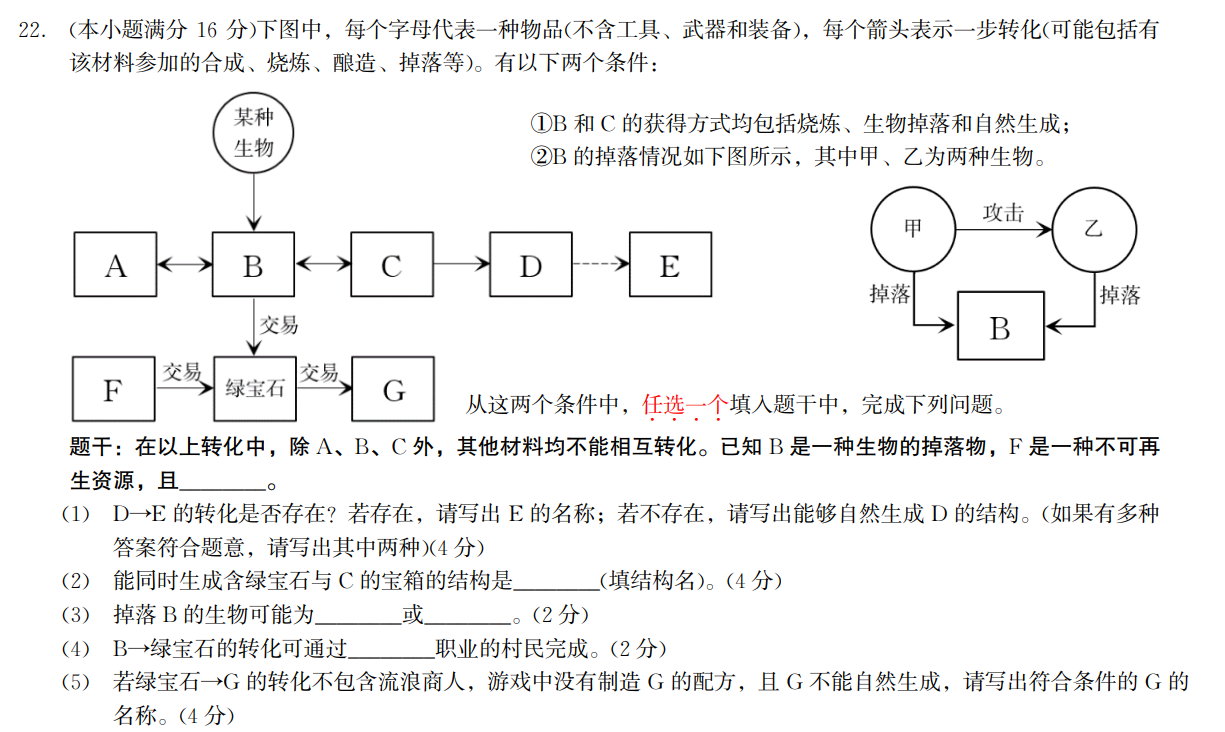 22. (本小题满分 16 分)下图中，每个字母代表一种物品(不含工具、武器和装备)，每个箭头表示一步转化(可能包括有
该材料参加的合成、烧炼、酿造、掉落等)。有以下两个条件：
某种
生物
①B 和 C 的获得方式均包括烧炼、生物掉落和自然生成；
②B 的掉落情况如下图所示，其中甲、乙为两种生物。
甲
攻击
乙
A
B
C
D
E
掉落
掉落
B
交易
F
交易
绿宝石
交易
G
从这两个条件中，任选一个填入题干中，完成下列问题。
题干：在以上转化中，除 A、B、C 外，其他材料均不能相互转化。已知 B 是一种生物的掉落物，F 是一种不可再
生资源，且________。
(1) D→E 的转化是否存在？若存在，请写出 E 的名称；若不存在，请写出能够自然生成 D 的结构。(如果有多种
答案符合题意，请写出其中两种)(4 分)
(2) 能同时生成含绿宝石与 C 的宝箱的结构是________(填结构名)。(4 分)
(3) 掉落 B 的生物可能为________或________。(2 分)
(4) B→绿宝石的转化可通过________职业的村民完成。(2 分)
(5) 若绿宝石→G 的转化不包含流浪商人，游戏中没有制造 G 的配方，且 G 不能自然生成，请写出符合条件的 G 的
名称。(4 分)